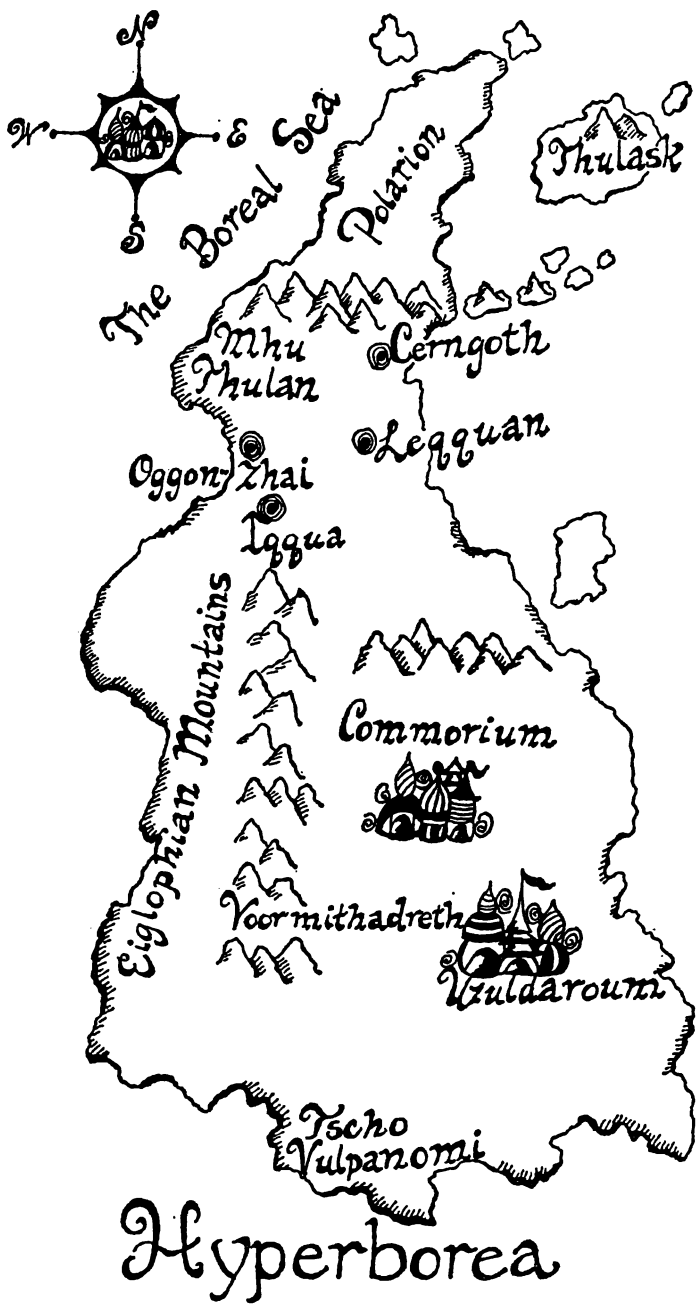 N
W
E
S
The Boreal Sea
Polarion
Thulask
Mhu
Thulan
Cerngoth
Leqquan
Oggon-Zhai
Iqqua
Eiglophian Mountains
Commorium
Voormithadreth
Uzuldaroum
Tscho
Vulpanomi
Hyperborea